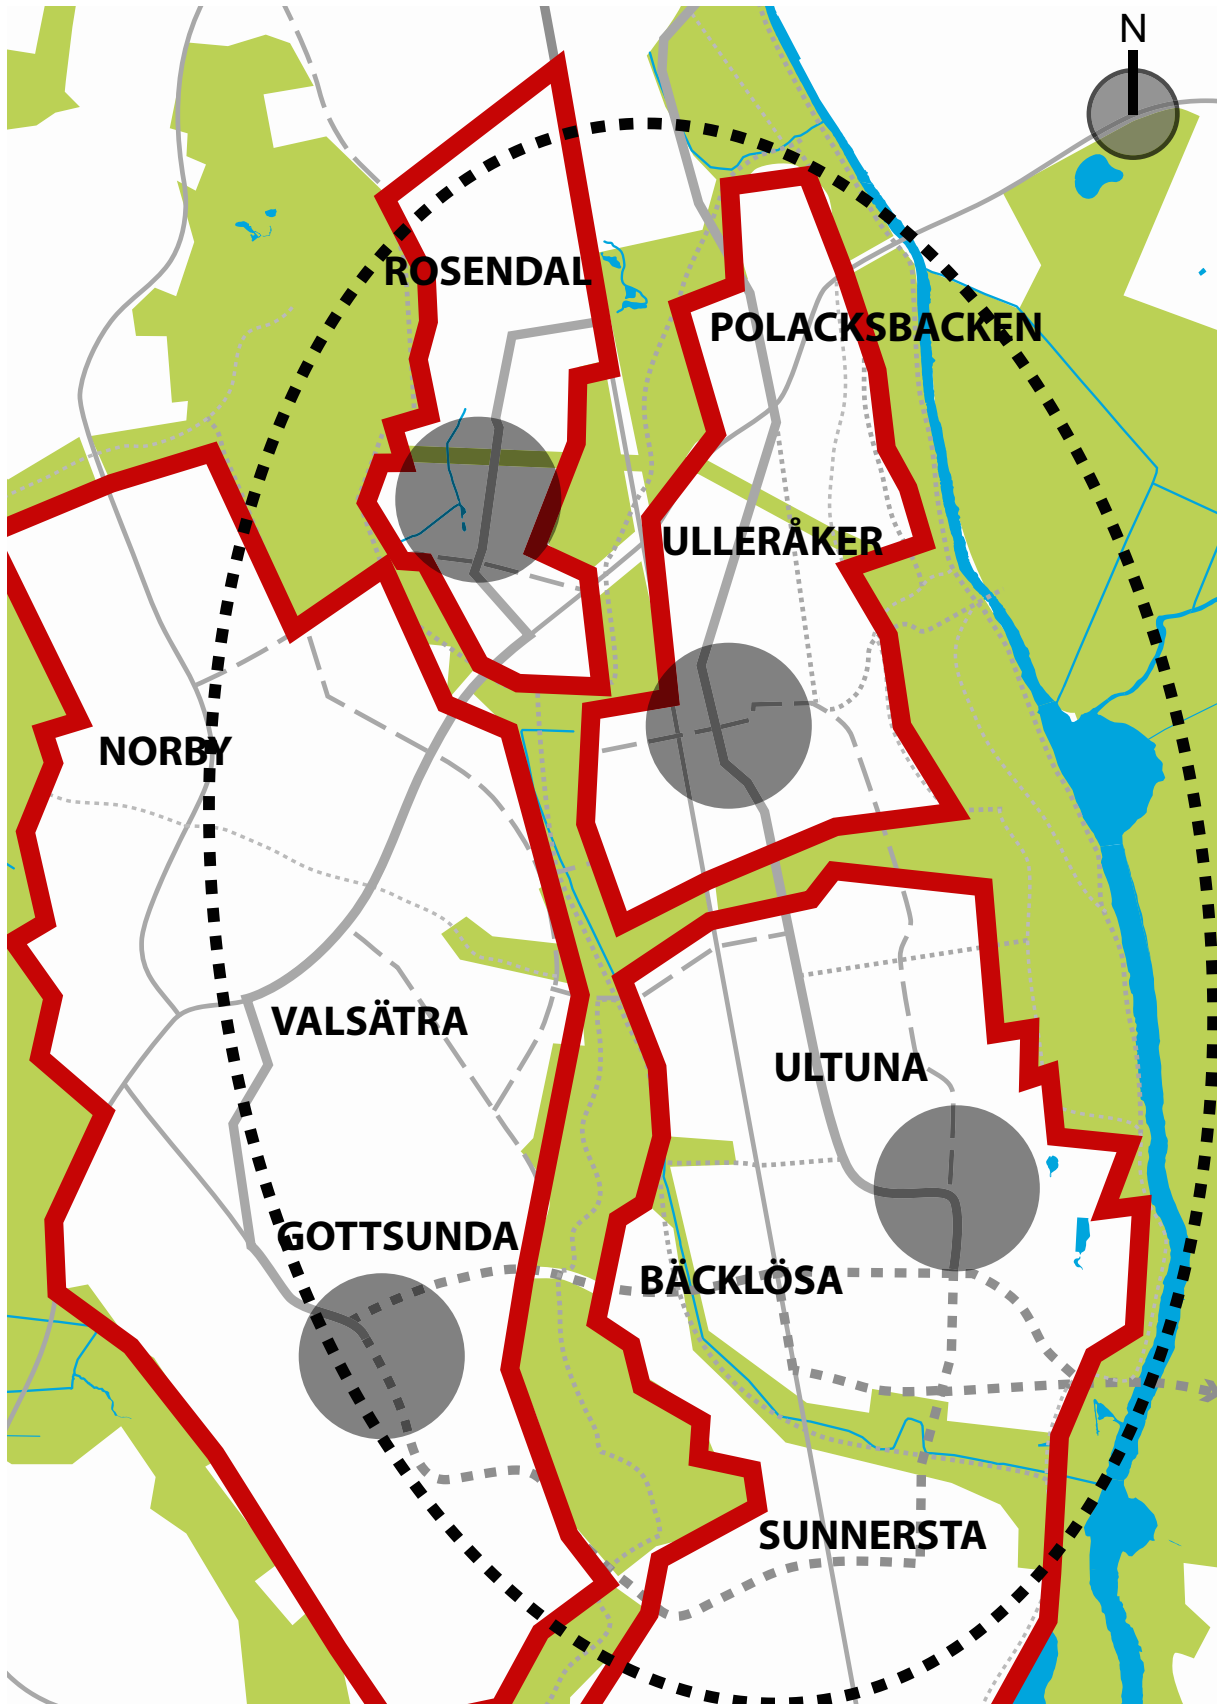 N
ROSENDAL
POLACKSBACKEN
ULLERÅKER
NORBY
VALSÄTRA
ULTUNA
GOTTSUNDA
BÄCKLÖSA
SUNNERSTA